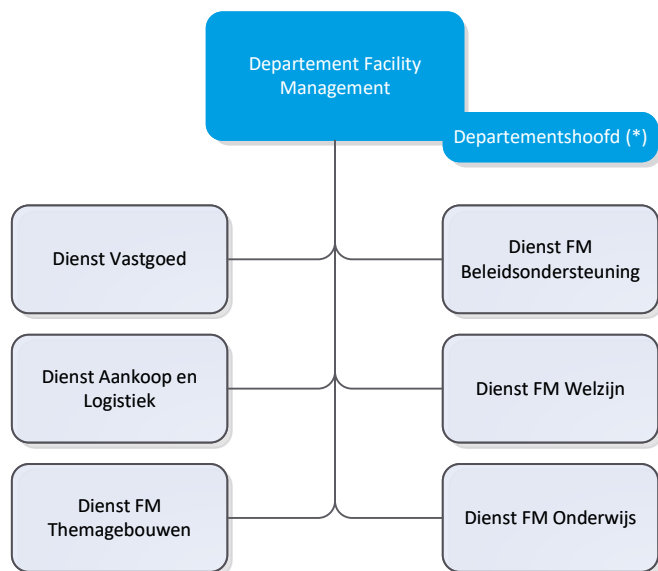 Departement Facility
Management
Departementshoofd (*)
Dienst Vastgoed
Dienst FM
Beleidsondersteuning
Dienst Aankoop en
Logistiek
Dienst FM Welzijn
Dienst FM
Themagebouwen
Dienst FM Onderwijs